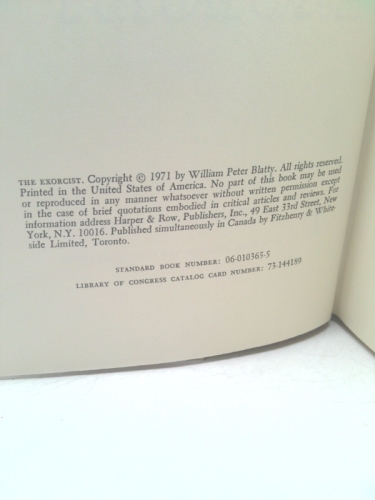 THE EXORCIST. Copyright © 1971 by William Peter Blatty. All rights reserved.
Printed in the United States of America. No part of this book may be used
or reproduced in any manner whatsoever without written permission except
in the case of brief quotations embodied in critical articles and reviews. For
information address Harper & Row, Publishers, Inc., 49 East 33rd Street, New
York, N.Y. 10016. Published simultaneously in Canada by Fitzhenry & White-
side Limited, Toronto.
STANDARD BOOK NUMBER: 06-010365-5
LIBRARY OF CONGRESS CATALOG CARD NUMBER: 73-144189